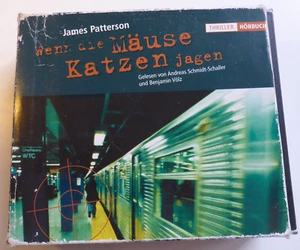 James Patterson
THRILLER HÖRBUCH
Wenn die Mäuse
Katzen jagen
Gelesen von Andreas Schmidt-Schaller
und Benjamin Völz
WTC